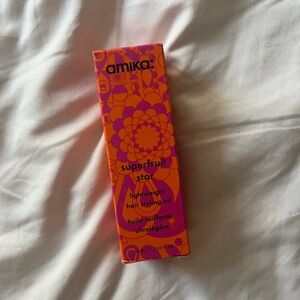 amika:
superfruit
star
lightweight
hair styling oil
huile coiffante
ultralégère